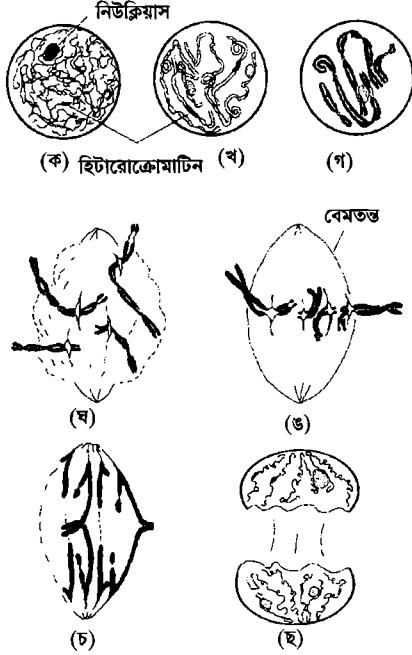 নিউক্লিয়াস
(ক) হিটারোক্রোমাটিন (খ) (গ)
বেমতন্ত
(ঘ) (ঙ)
(চ) (ছ)